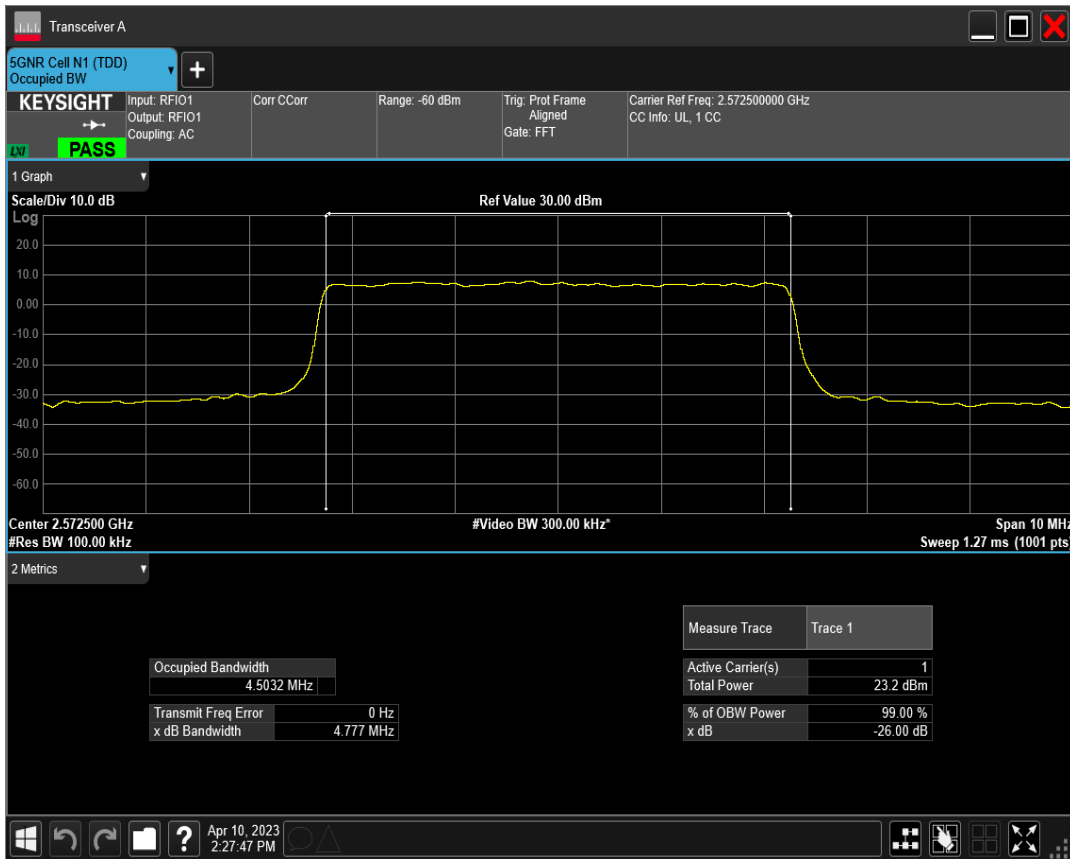 Transceiver A
5GNR Cell N1 (TDD)
Occupied BW
+
KEYSIGHT
LXI
PASS
Input: RFIO1
Output: RFIO1
Coupling: AC
Corr CCorr
Range: -60 dBm
Trig: Prot Frame
Aligned
Gate: FFT
Carrier Ref Freq: 2.572500000 GHz
CC Info: UL, 1 CC
1 Graph
Scale/Div 10.0 dB
Ref Value 30.00 dBm
Log
20.0
10.0
0.00
-10.0
-20.0
-30.0
-40.0
-50.0
-60.0
Center 2.572500 GHz
#Video BW 300.00 kHz*
Span 10 MHz
#Res BW 100.00 kHz
Sweep 1.27 ms (1001 pts)
2 Metrics
Measure Trace Trace 1
Occupied Bandwidth
4.5032 MHz
Active Carrier(s) 1
Total Power 23.2 dBm
Transmit Freq Error 0 Hz
x dB Bandwidth 4.777 MHz
% of OBW Power 99.00 %
x dB -26.00 dB
?
Apr 10, 2023
2:27:47 PM